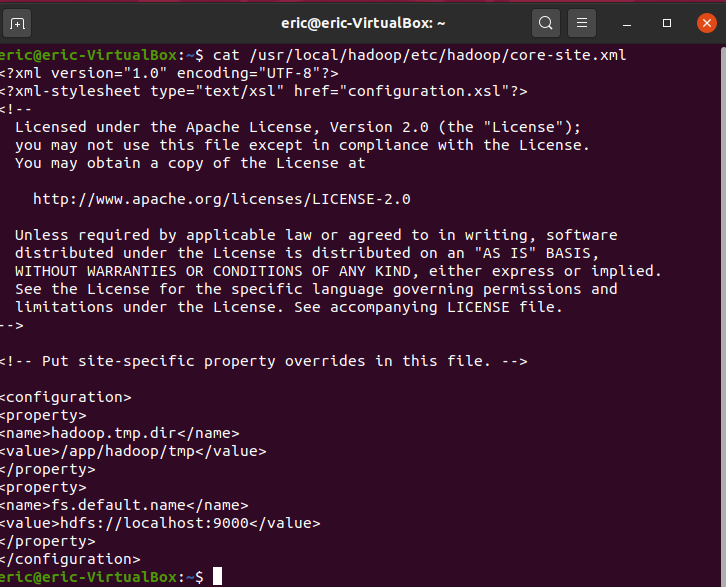 eric@eric-VirtualBox: ~
eric@eric-VirtualBox:~$ cat /usr/local/hadoop/etc/hadoop/core-site.xml
<?xml version="1.0" encoding="UTF-8"?>
<?xml-stylesheet type="text/xsl" href="configuration.xsl"?>
<!--
  Licensed under the Apache License, Version 2.0 (the "License");
  you may not use this file except in compliance with the License.
  You may obtain a copy of the License at

    http://www.apache.org/licenses/LICENSE-2.0

  Unless required by applicable law or agreed to in writing, software
  distributed under the License is distributed on an "AS IS" BASIS,
  WITHOUT WARRANTIES OR CONDITIONS OF ANY KIND, either express or implied.
  See the License for the specific language governing permissions and
  limitations under the License. See accompanying LICENSE file.
-->

<!-- Put site-specific property overrides in this file. -->

<configuration>
<property>
<name>hadoop.tmp.dir</name>
<value>/app/hadoop/tmp</value>
</property>
<property>
<name>fs.default.name</name>
<value>hdfs://localhost:9000</value>
</property>
</configuration>
eric@eric-VirtualBox:~$